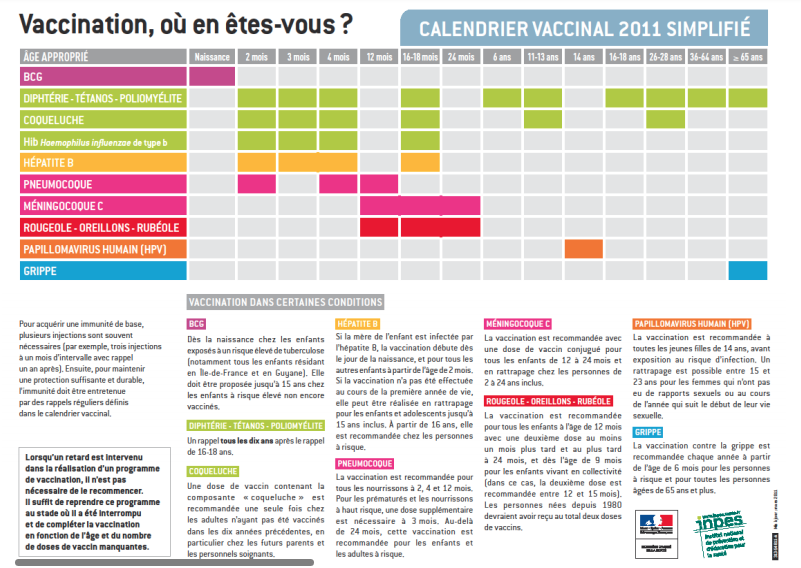 Vaccination, où en êtes-vous ?
CALENDRIER VACCINAL 2011 SIMPLIFIÉ
ÂGE APPROPRIÉ Naissance 2 mois 3 mois 4 mois 12 mois 16-18 mois 24 mois 6 ans 11-13 ans 14 ans 16-18 ans 26-28 ans 36-64 ans ≥ 65 ans
BCG
DIPHTÉRIE - TÉTANOS - POLIOMYÉLITE
COQUELUCHE
Hib Haemophilus influenzae de type b
HÉPATITE B
PNEUMOCOQUE
MÉNINGOCOQUE C
ROUGEOLE - OREILLONS - RUBÉOLE
PAPILLOMAVIRUS HUMAIN (HPV)
GRIPPE
Pour acquérir une immunité de base,
plusieurs injections sont souvent
nécessaires (par exemple, trois injections
à un mois d'intervalle avec rappel
un an après). Ensuite, pour maintenir
une protection suffisante et durable,
l'immunité doit être entretenue
par des rappels réguliers définis
dans le calendrier vaccinal.
Lorsqu'un retard est intervenu
dans la réalisation d'un programme
de vaccination, il n'est pas
nécessaire de le recommencer.
Il suffit de reprendre ce programme
au stade où il a été interrompu
et de compléter la vaccination
en fonction de l'âge et du nombre
de doses de vaccin manquantes.
VACCINATION DANS CERTAINES CONDITIONS
BCG
Dès la naissance chez les enfants
exposés à un risque élevé de tuberculose
(notamment tous les enfants résidant
en Île-de-France et en Guyane). Elle
doit être proposée jusqu'à 15 ans chez
les enfants à risque élevé non encore
vaccinés.
DIPHTÉRIE - TÉTANOS - POLIOMYÉLITE
Un rappel tous les dix ans après le rappel
de 16-18 ans.
COQUELUCHE
Une dose de vaccin contenant la
composante « coqueluche » est
recommandée une seule fois chez
les adultes n'ayant pas été vaccinés
dans les dix années précédentes, en
particulier chez les futurs parents et
les personnels soignants.
HÉPATITE B
Si la mère de l'enfant est infectée par
l'hépatite B, la vaccination débute dès
le jour de la naissance, et pour tous les
autres enfants à partir de l'âge de 2 mois.
Si la vaccination n'a pas été effectuée
au cours de la première année de vie,
elle peut être réalisée en rattrapage
pour les enfants et adolescents jusqu'à
15 ans inclus. À partir de 16 ans, elle
est recommandée chez les personnes
à risque.
PNEUMOCOQUE
La vaccination est recommandée pour
tous les nourrissons à 2, 4 et 12 mois.
Pour les prématurés et les nourrissons
à haut risque, une dose supplémentaire
est nécessaire à 3 mois. Au-delà
de 24 mois, cette vaccination est
recommandée pour les enfants et
les adultes à risque.
MÉNINGOCOQUE C
La vaccination est recommandée avec
une dose de vaccin conjugué pour
tous les enfants de 12 à 24 mois et
en rattrapage chez les personnes de
2 à 24 ans inclus.
ROUGEOLE - OREILLONS - RUBÉOLE
La vaccination est recommandée
pour tous les enfants à l'âge de 12 mois
avec une deuxième dose au moins
un mois plus tard et au plus tard
à 24 mois, et dès l'âge de 9 mois
pour les enfants vivant en collectivité
(dans ce cas, la deuxième dose est
recommandée entre 12 et 15 mois).
Les personnes nées depuis 1980
devraient avoir reçu au total deux doses
de vaccins.
PAPILLOMAVIRUS HUMAIN (HPV)
La vaccination est recommandée à
toutes les jeunes filles de 14 ans, avant
exposition au risque d'infection. Un
rattrapage est possible entre 15 et
23 ans pour les femmes qui n'ont pas
eu de rapports sexuels ou au cours
de l'année qui suit le début de leur vie
sexuelle.
GRIPPE
La vaccination contre la grippe est
recommandée chaque année à partir
de l'âge de 6 mois pour les personnes
à risque et pour toutes les personnes
âgées de 65 ans et plus.
inpes
Institut national
de prévention et
d'éducation pour
la santé